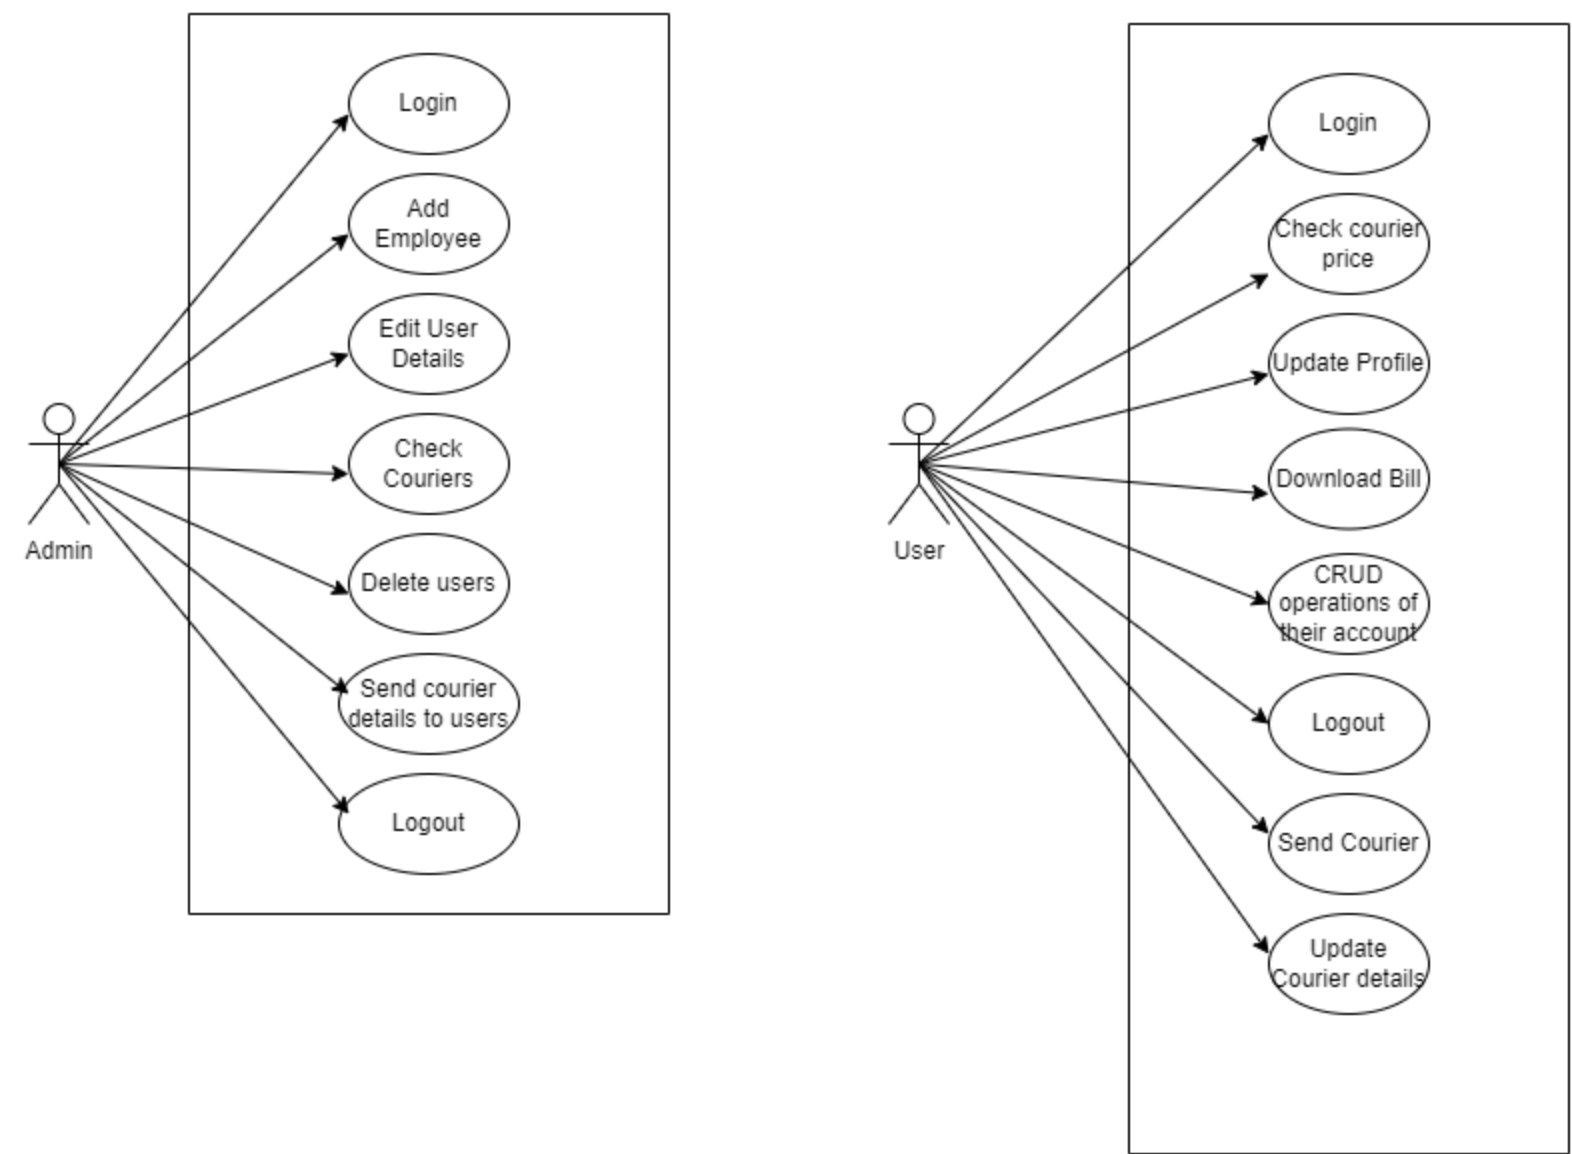 Login
Add
Employee
Edit User
Details
Check
Couriers
Delete users
Send courier
details to users
Logout
Admin
Login
Check courier
price
Update Profile
Download Bill
CRUD
operations of
their account
Logout
Send Courier
Update
Courier details
User